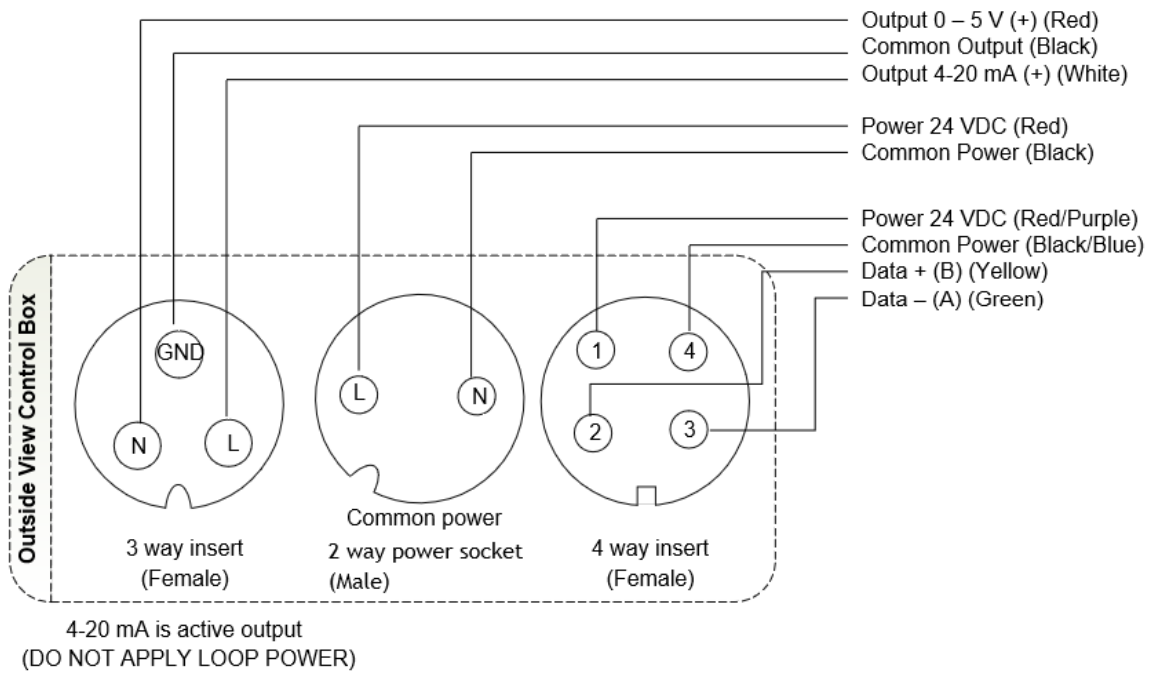 Output 0 – 5 V (+) (Red)
Common Output (Black)
Output 4-20 mA (+) (White)
Power 24 VDC (Red)
Common Power (Black)
Power 24 VDC (Red/Purple)
Common Power (Black/Blue)
Data + (B) (Yellow)
Data – (A) (Green)
Outside View Control Box
GND
N
L
L
N
1
4
2
3
3 way insert
(Female)
Common power
2 way power socket
(Male)
4 way insert
(Female)
4-20 mA is active output
(DO NOT APPLY LOOP POWER)